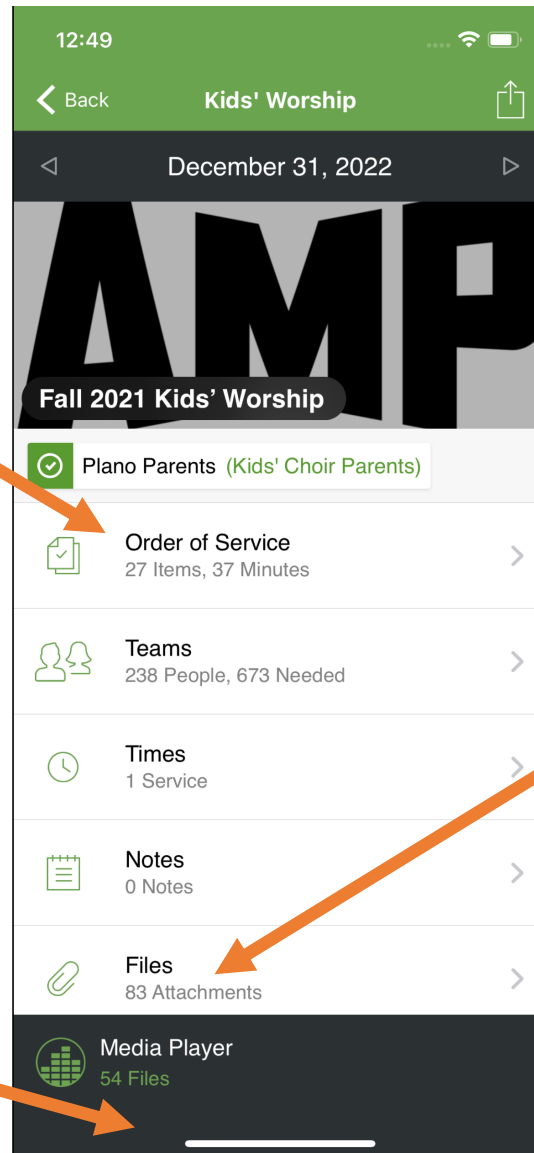 12:49
Back
Kids' Worship
December 31, 2022
AMP
Fall 2021 Kids’ Worship
Plano Parents (Kids' Choir Parents)
Order of Service
27 Items, 37 Minutes
Teams
238 People, 673 Needed
Times
1 Service
Notes
0 Notes
Files
83 Attachments
Media Player
54 Files